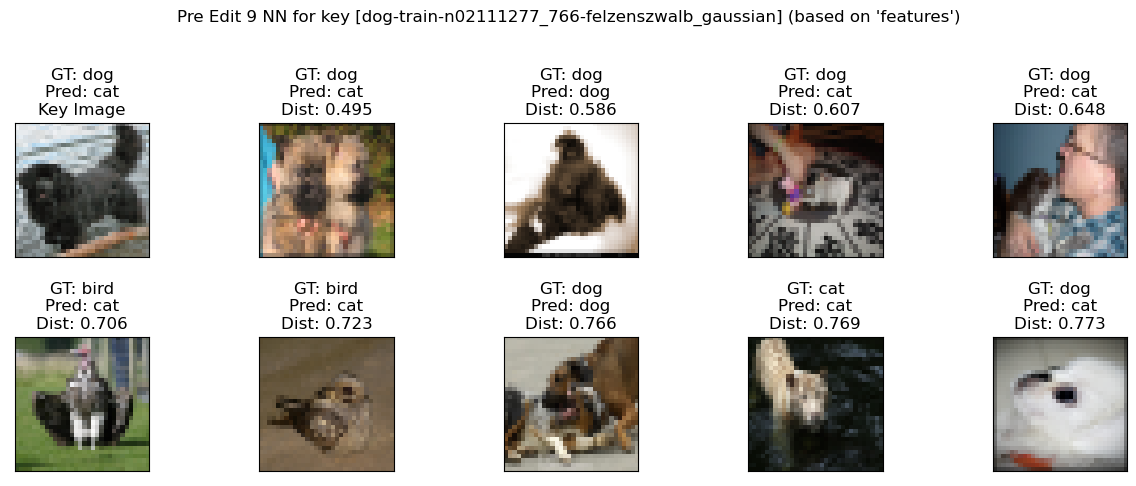 Pre Edit 9 NN for key [dog-train-n02111277_766-felzenszwalb_gaussian] (based on 'features')
GT: dog
Pred: cat
Key Image
GT: dog
Pred: cat
Dist: 0.495
GT: dog
Pred: dog
Dist: 0.586
GT: dog
Pred: cat
Dist: 0.607
GT: dog
Pred: cat
Dist: 0.648
GT: bird
Pred: cat
Dist: 0.706
GT: bird
Pred: cat
Dist: 0.723
GT: dog
Pred: dog
Dist: 0.766
GT: cat
Pred: cat
Dist: 0.769
GT: dog
Pred: cat
Dist: 0.773